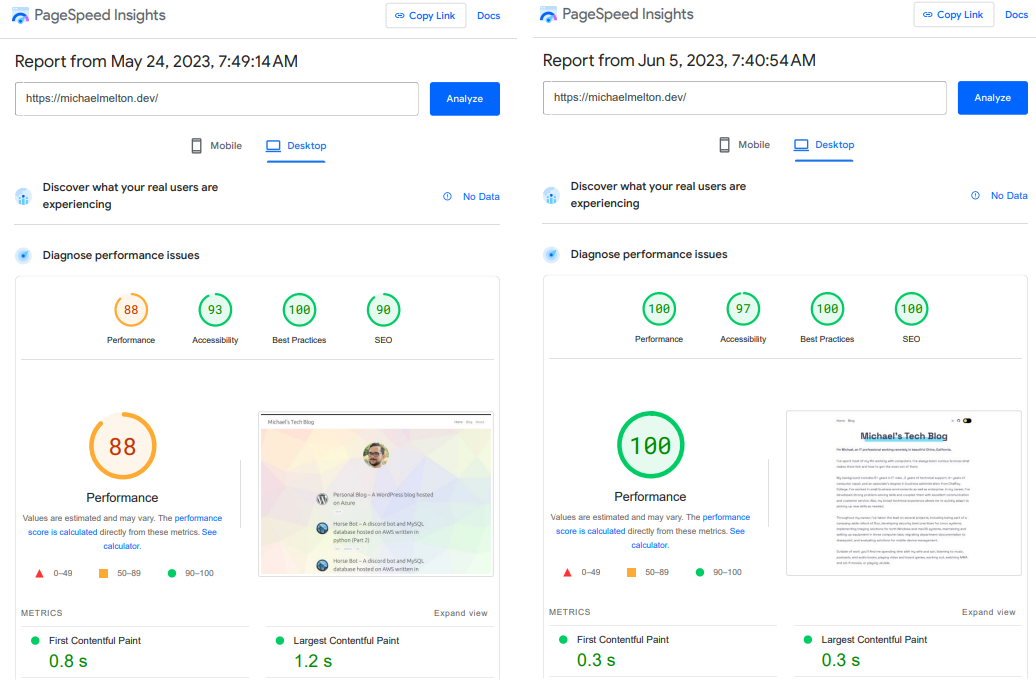 PageSpeed Insights
Copy Link
Docs
Report from May 24, 2023, 7:49:14 AM
https://michaelmelton.dev/
Analyze
Mobile
Desktop
Discover what your real users are
experiencing
No Data
Diagnose performance issues
88
93
100
90
Performance
Accessibility
Best Practices
SEO
88
Performance
Values are estimated and may vary. The performance
score is calculated directly from these metrics. See
calculator.
0–49
50–89
90–100
Michael's Tech Blog
Home Blog
Personal Blog – A WordPress blog hosted
on Azure
Horse Bot – A discord bot and MySQL
database hosted on AWS written in
python (Part 2)
Horse Bot – A discord bot and MySQL
database hosted on AWS written in
METRICS
Expand view
First Contentful Paint
0.8 s
Largest Contentful Paint
1.2 s
PageSpeed Insights
Copy Link
Docs
Report from Jun 5, 2023, 7:40:54 AM
https://michaelmelton.dev/
Analyze
Mobile
Desktop
Discover what your real users are
experiencing
No Data
Diagnose performance issues
100
97
100
100
Performance
Accessibility
Best Practices
SEO
100
Performance
Values are estimated and may vary. The performance
score is calculated directly from these metrics. See
calculator.
0–49
50–89
90–100
Home Blog
Michael's Tech Blog
METRICS
Expand view
First Contentful Paint
0.3 s
Largest Contentful Paint
0.3 s